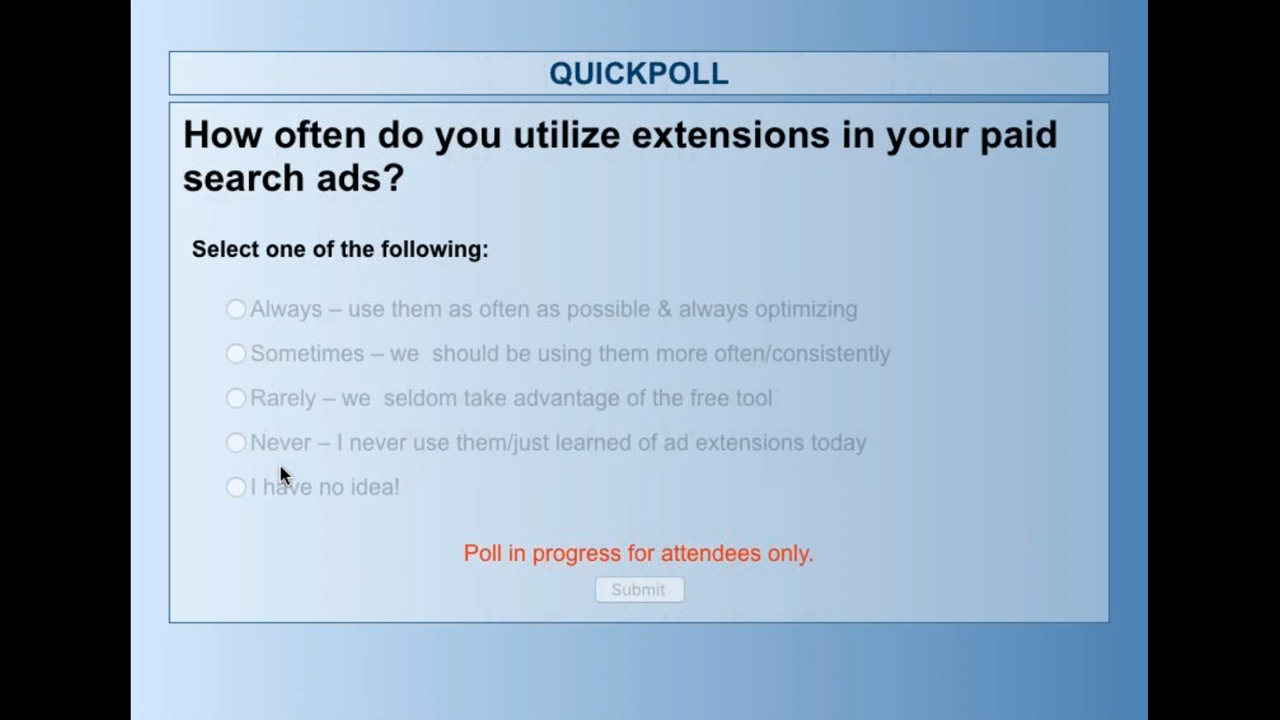 QUICKPOLL
How often do you utilize extensions in your paid
search ads?
Select one of the following:
Always – use them as often as possible & always optimizing
Sometimes – we  should be using them more often/consistently
Rarely – we  seldom take advantage of the free tool
Never – I never use them/just learned of ad extensions today
I have no idea!
Poll in progress for attendees only.
Submit